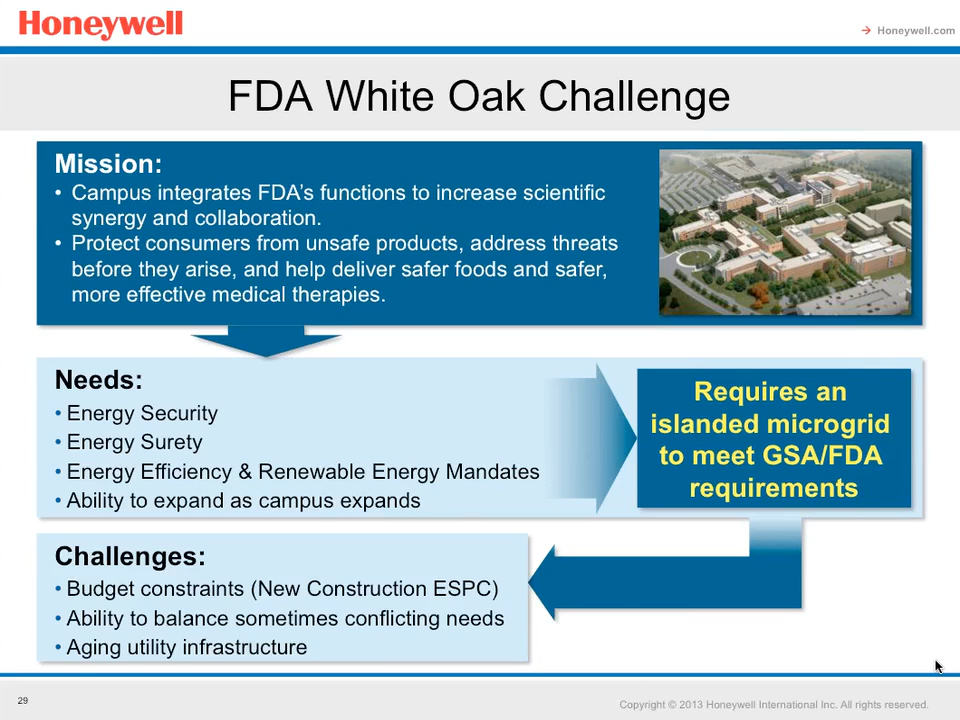 Honeywell
→ Honeywell.com
FDA White Oak Challenge
Mission:
• Campus integrates FDA’s functions to increase scientific
synergy and collaboration.
• Protect consumers from unsafe products, address threats
before they arise, and help deliver safer foods and safer,
more effective medical therapies.
Needs:
• Energy Security
• Energy Surety
• Energy Efficiency & Renewable Energy Mandates
• Ability to expand as campus expands
Requires an
islanded microgrid
to meet GSA/FDA
requirements
Challenges:
• Budget constraints (New Construction ESPC)
• Ability to balance sometimes conflicting needs
• Aging utility infrastructure
29
Copyright © 2013 Honeywell International Inc. All rights reserved.